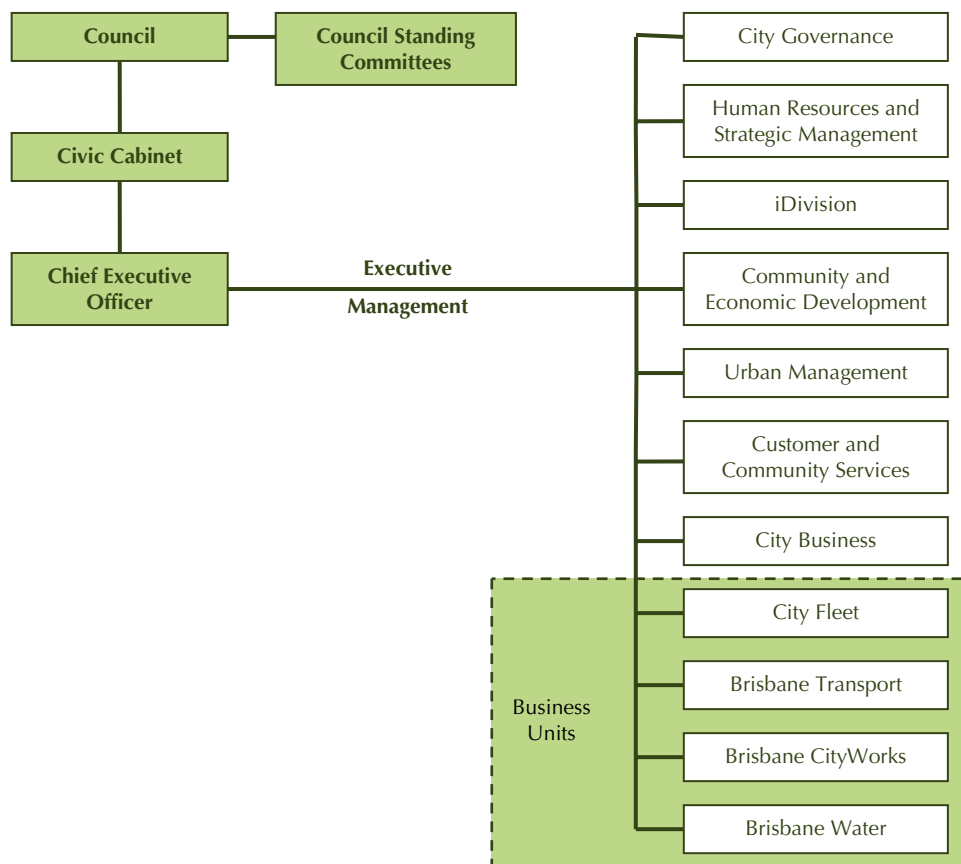 Council
Council Standing
Committees
Civic Cabinet
Chief Executive
Officer
Executive
Management
City Governance
Human Resources and
Strategic Management
iDivision
Community and
Economic Development
Urban Management
Customer and
Community Services
City Business
Business
Units
City Fleet
Brisbane Transport
Brisbane CityWorks
Brisbane Water